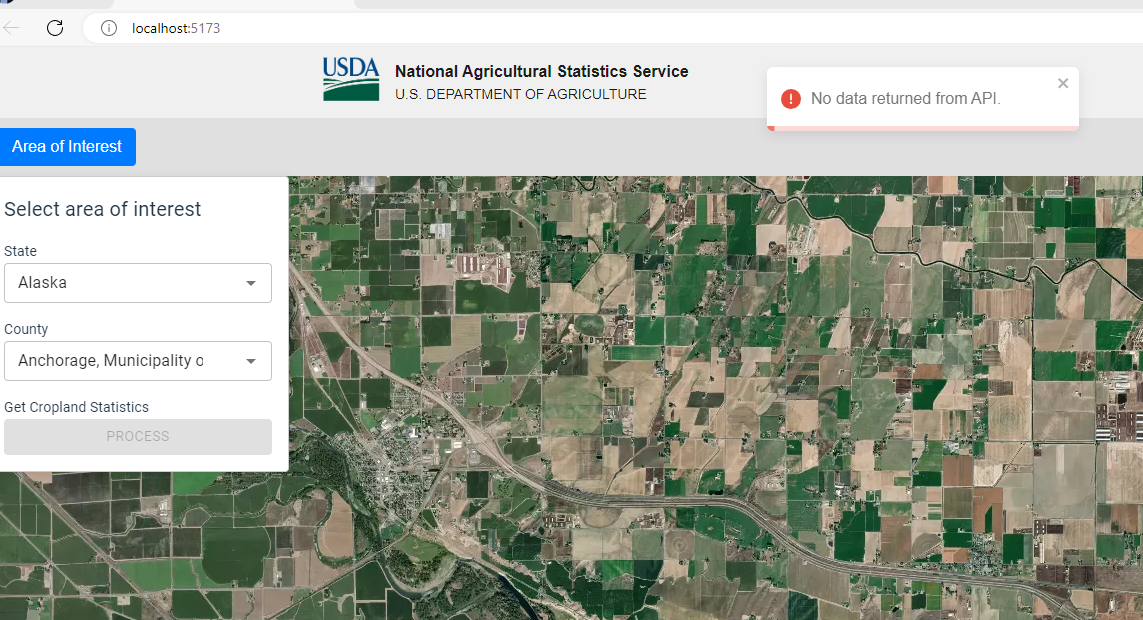 localhost:5173
USDA
National Agricultural Statistics Service
U.S. DEPARTMENT OF AGRICULTURE
No data returned from API.
Area of Interest
Select area of interest
State
Alaska
County
Anchorage, Municipality o
Get Cropland Statistics
PROCESS